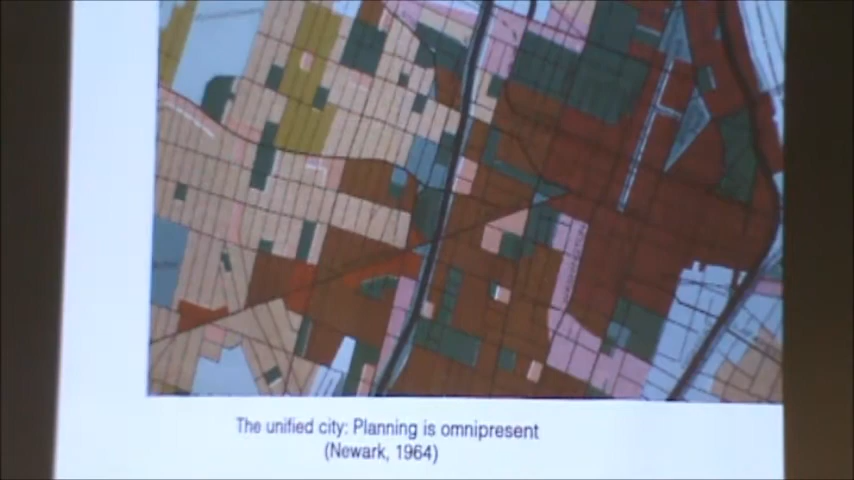 The unified city: Planning is omnipresent
(Newark, 1964)